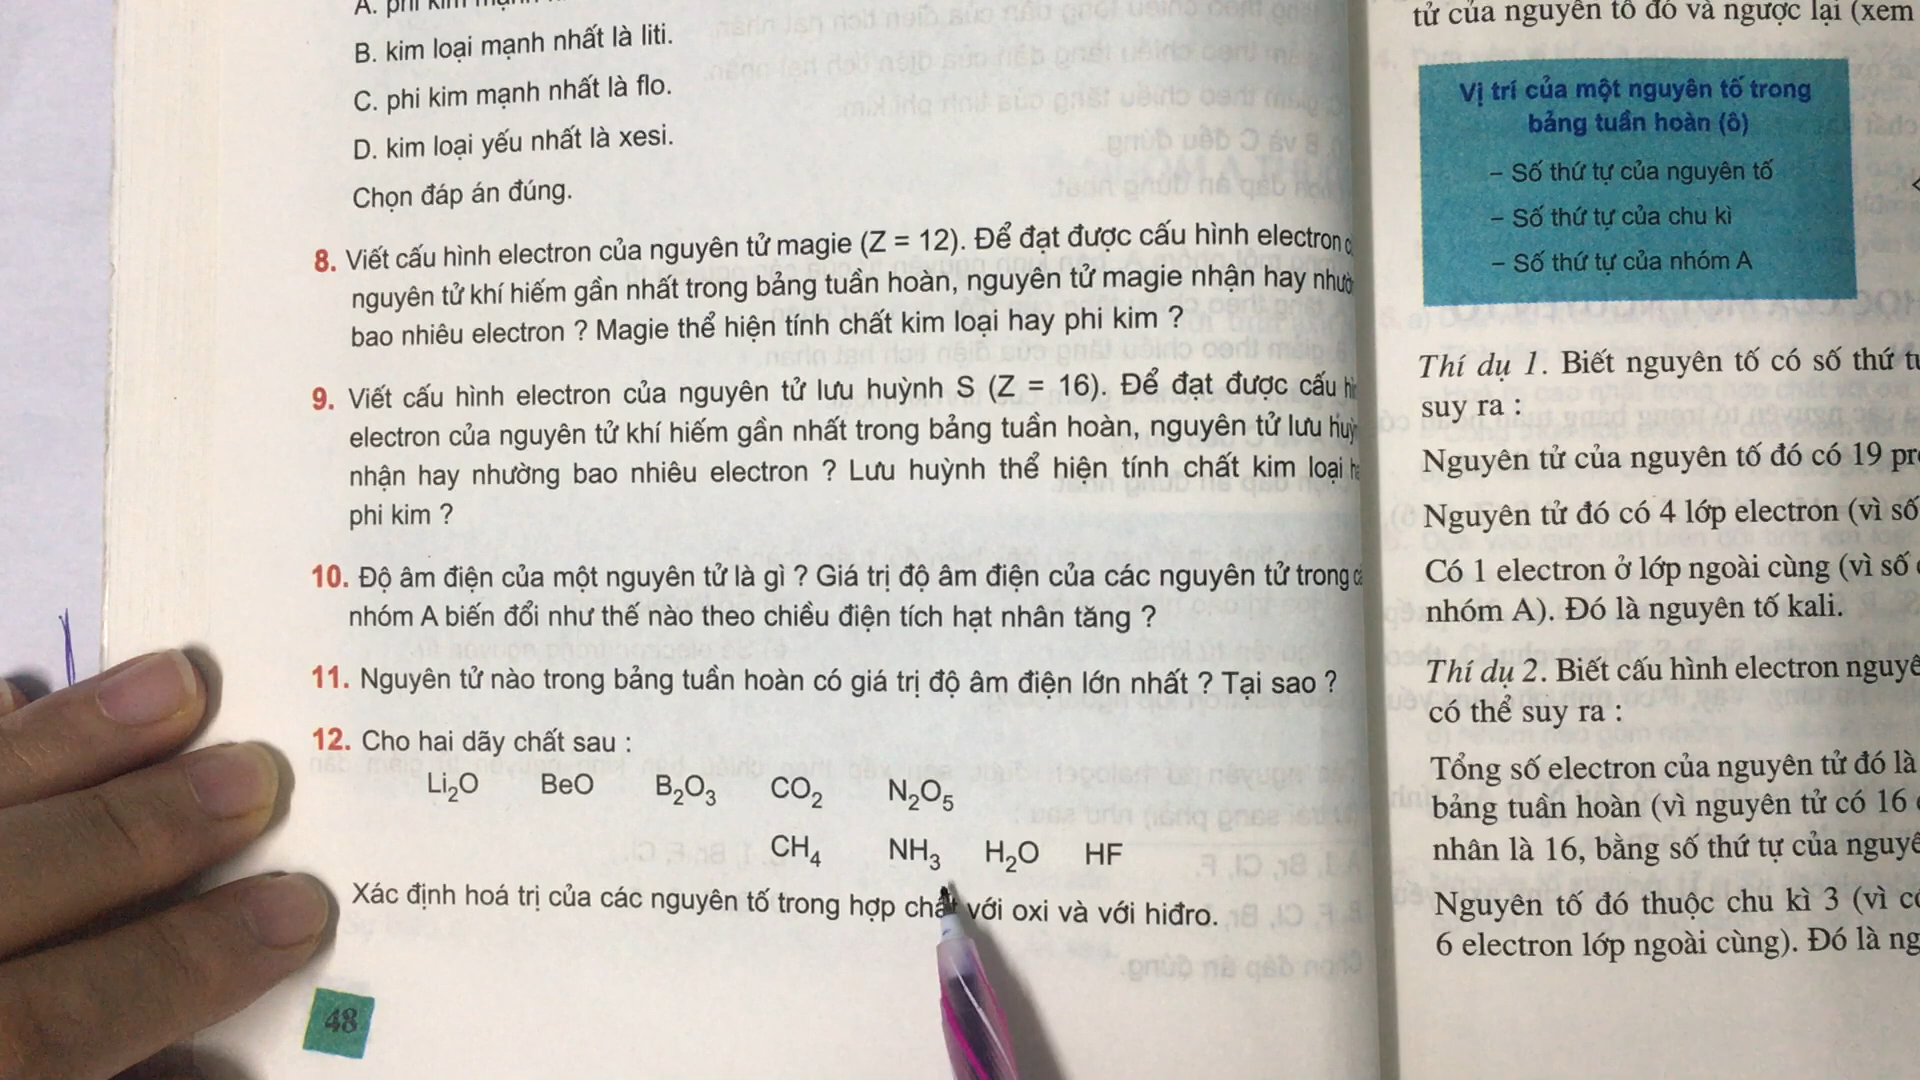 A. phi kim
B. kim loại mạnh nhất là liti.
C. phi kim mạnh nhất là flo.
D. kim loại yếu nhất là xesi.
Chọn đáp án đúng.
8. Viết cấu hình electron của nguyên tử magie (Z = 12). Để đạt được cấu hình electron
nguyên tử khí hiếm gần nhất trong bảng tuần hoàn, nguyên tử magie nhận hay
bao nhiêu electron ? Magie thể hiện tính chất kim loại hay phi kim ?
9. Viết cấu hình electron của nguyên tử lưu huỳnh S (Z = 16). Để đạt được cấu
electron của nguyên tử khí hiếm gần nhất trong bảng tuần hoàn, nguyên tử lưu
nhận hay nhường bao nhiêu electron ? Lưu huỳnh thể hiện tính chất kim loại
phi kim ?
10. Độ âm điện của một nguyên tử là gì ? Giá trị độ âm điện của các nguyên tử trong
nhóm A biến đổi như thế nào theo chiều điện tích hạt nhân tăng ?
11. Nguyên tử nào trong bảng tuần hoàn có giá trị độ âm điện lớn nhất ? Tại sao ?
12. Cho hai dãy chất sau :
Li₂O BeO B₂O₃ CO₂ N₂O₅
CH₄ NH₃ H₂O HF
Xác định hoá trị của các nguyên tố trong hợp chất với oxi và với hiđro.
48
tử của nguyên tố đó và ngược lại (xem
Vị trí của một nguyên tố trong
bảng tuần hoàn (ô)
– Số thứ tự của nguyên tố
– Số thứ tự của chu kì
– Số thứ tự của nhóm A
Thí dụ 1. Biết nguyên tố có số thứ
suy ra :
Nguyên tử của nguyên tố đó có 19
Nguyên tử đó có 4 lớp electron (vì số
Có 1 electron ở lớp ngoài cùng (vì số
nhóm A). Đó là nguyên tố kali.
Thí dụ 2. Biết cấu hình electron
có thể suy ra :
Tổng số electron của nguyên tử đó là
bảng tuần hoàn (vì nguyên tử có 16
nhân là 16, bằng số thứ tự của
Nguyên tố đó thuộc chu kì 3 (vì
6 electron lớp ngoài cùng). Đó là